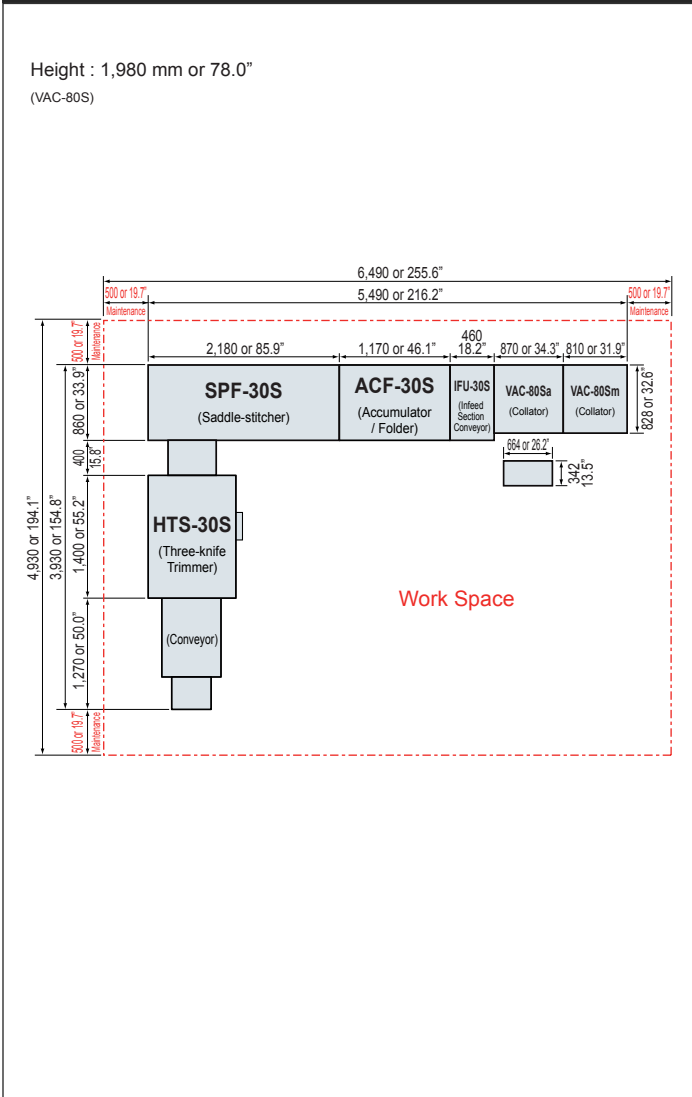 Height : 1,980 mm or 78.0”
(VAC-80S)
6,490 or 255.6”
500 or 19.7”
5,490 or 216.2”
500 or 19.7”
Maintenance
Maintenance
500 or 19.7”
Maintenance
2,180 or 85.9”
1,170 or 46.1”
460
18.2”
870 or 34.3”
810 or 31.9”
860 or 33.9”
SPF-30S
(Saddle-stitcher)
ACF-30S
(Accumulator
/ Folder)
IFU-30S
(Infeed
Section
Conveyor)
VAC-80Sa
(Collator)
VAC-80Sm
(Collator)
828 or 32.6”
400
15.8”
664 or 26.2”
342
13.5”
4,930 or 194.1”
3,930 or 154.8”
1,400 or 55.2”
HTS-30S
(Three-knife
Trimmer)
Work Space
1,270 or 50.0”
(Conveyor)
500 or 19.7”
Maintenance